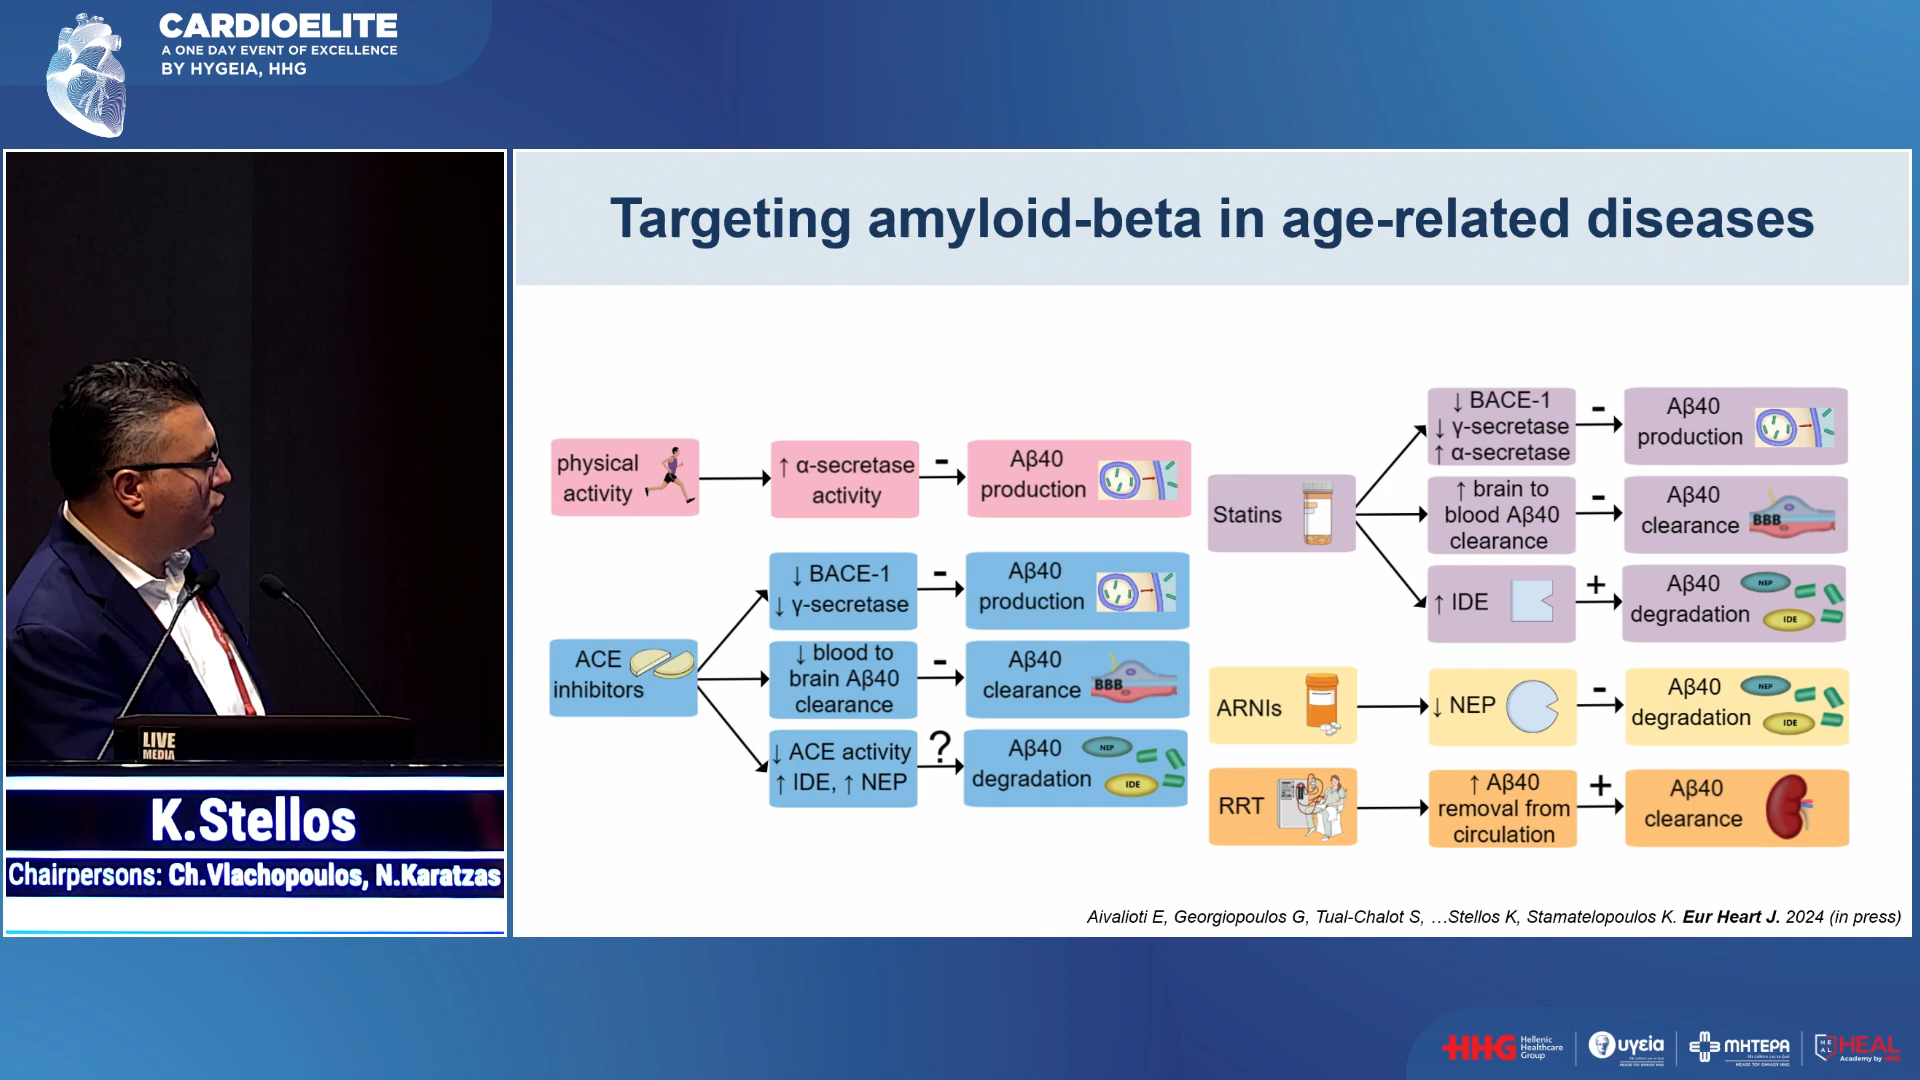 CARDIOELITE
A ONE DAY EVENT OF EXCELLENCE
BY HYGEIA, HHG
Targeting amyloid-beta in age-related diseases
physical
activity
↑ α-secretase
activity
-
Aβ40
production
ACE
inhibitors
↓ BACE-1
↓ γ-secretase
-
Aβ40
production
↓ blood to
brain Aβ40
clearance
-
Aβ40
clearance
BBB
↓ ACE activity
↑ IDE, ↑ NEP
?
Aβ40
degradation
NEP
IDE
Statins
↓ BACE-1
↓ γ-secretase
↑ α-secretase
-
Aβ40
production
↑ brain to
blood Aβ40
clearance
-
Aβ40
clearance
BBB
↑ IDE
+
Aβ40
degradation
NEP
IDE
ARNIs
↓ NEP
-
Aβ40
degradation
NEP
IDE
RRT
↑ Aβ40
removal from
circulation
+
Aβ40
clearance
Aivalioti E, Georgiopoulos G, Tual-Chalot S, …Stellos K, Stamatelopoulos K. Eur Heart J. 2024 (in press)
LIVE
MEDIA
K.Stellos
Chairpersons: Ch.Vlachopoulos, N.Karatzas
HHG
Hellenic
Healthcare
Group
υγεία
ΜΗΤΕΡΑ
HEAL
Academy by